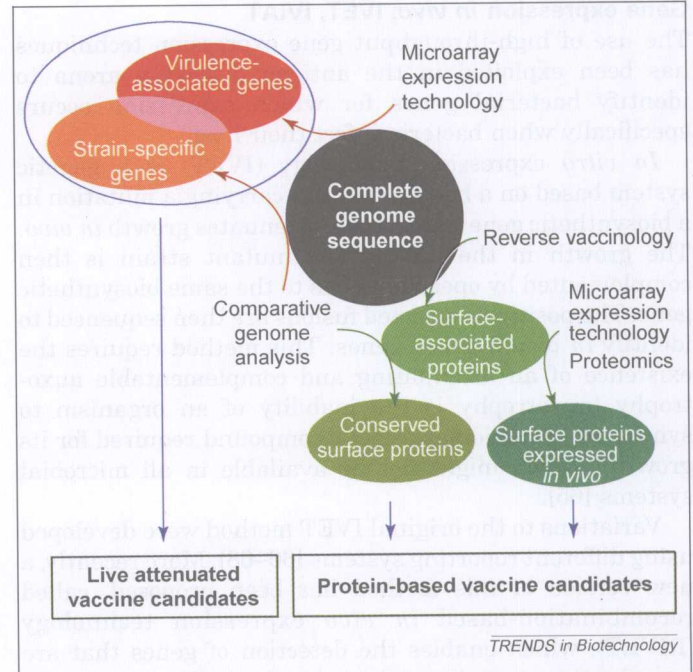 Virulence-
associated genes
Strain-specific
genes
Microarray
expression
technology
Complete
genome
sequence
Reverse vaccinology
Comparative
genome
analysis
Surface-
associated
proteins
Microarray
expression
technology
Proteomics
Conserved
surface proteins
Surface proteins
expressed
in vivo
Live attenuated
vaccine candidates
Protein-based vaccine candidates
TRENDS in Biotechnology